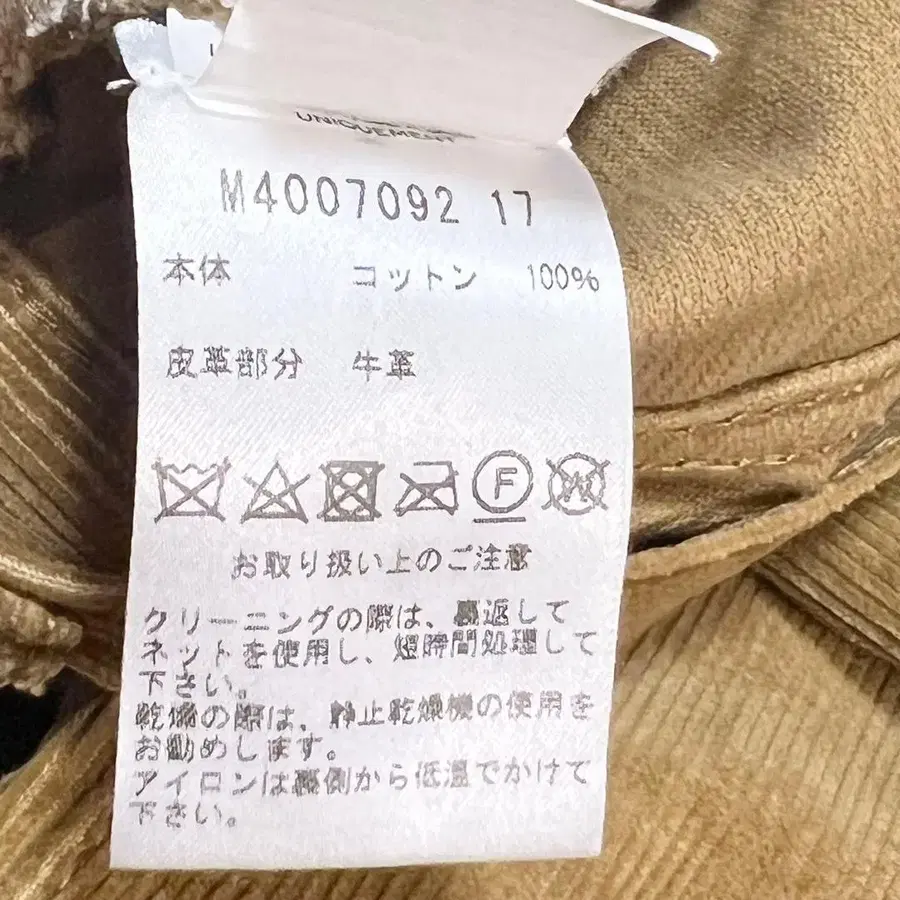 UNIQUEMENT
M4007092 17
本体 コットン 100%
皮革部分 牛革
F
W
お取り扱い上のご注意
クリーニングの際は、裏返して
ネットを使用し、短時間処理して
下さい。
乾燥の際は、静止乾燥機の使用を
お勧めします。
アイロンは裏側から低温でかけて
下さい。